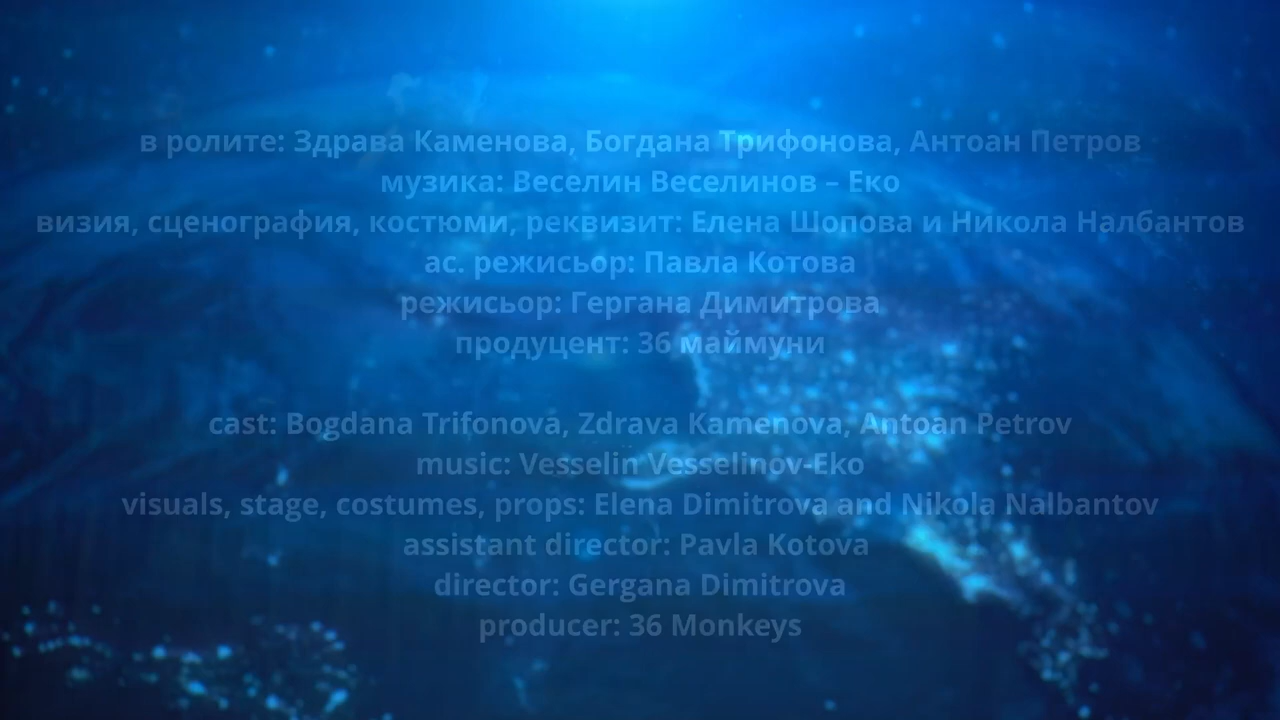 в ролите: Здрава Каменова, Богдана Трифонова, Антоан Петров
музика: Веселин Веселинов – Еко
визия, сценография, костюми, реквизит: Елена Шопова и Никола Налбантов
ас. режисьор: Павла Котова
режисьор: Гергана Димитрова
продуцент: 36 маймуни
cast: Bogdana Trifonova, Zdrava Kamenova, Antoan Petrov
music: Vesselin Vesselinov-Eko
visuals, stage, costumes, props: Elena Dimitrova and Nikola Nalbantov
assistant director: Pavla Kotova
director: Gergana Dimitrova
producer: 36 Monkeys